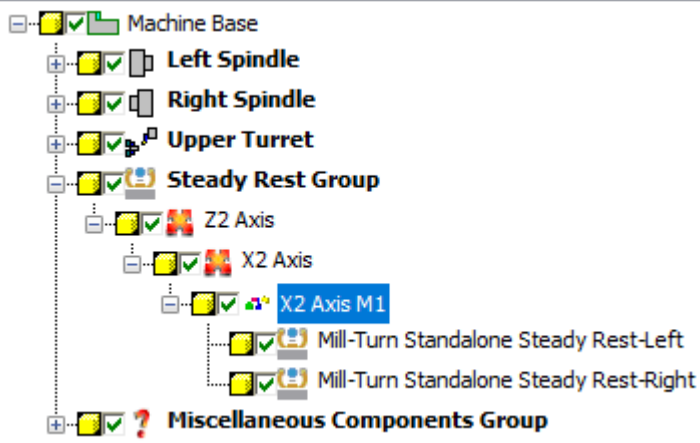 Machine Base
Left Spindle
Right Spindle
Upper Turret
Steady Rest Group
Z2 Axis
X2 Axis
X2 Axis M1
Mill-Turn Standalone Steady Rest-Left
Mill-Turn Standalone Steady Rest-Right
Miscellaneous Components Group